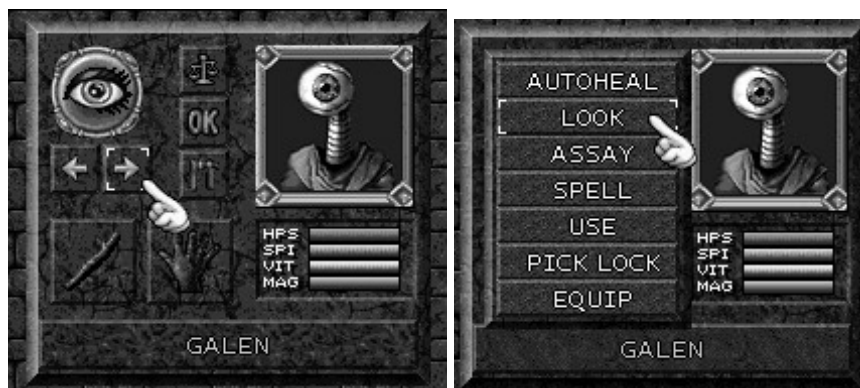 OK
HPS
SPI
VIT
MAG
GALEN
AUTOHEAL
LOOK
ASSAY
SPELL
USE
PICK LOCK
EQUIP
HPS
SPI
VIT
MAG
GALEN